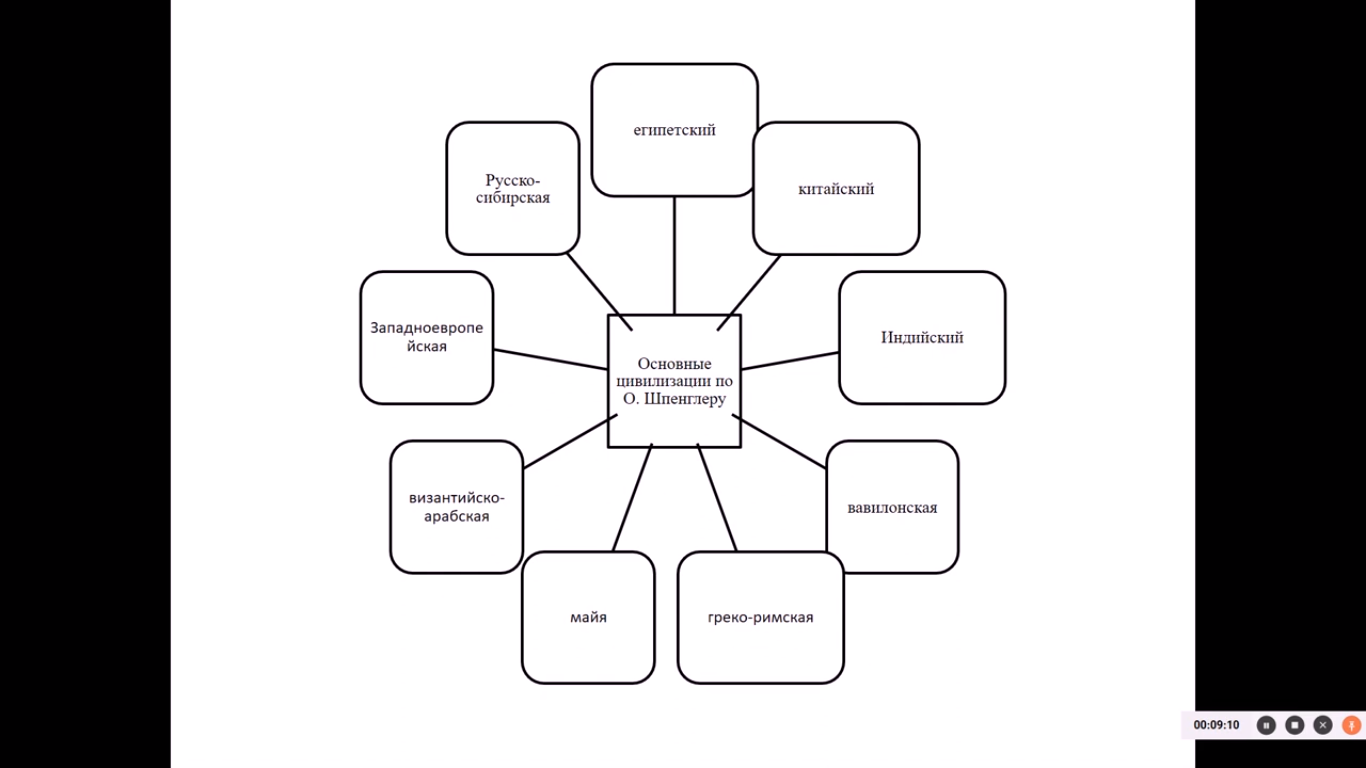 египетский
Русско-
сибирская
китайский
Западноевропе
йская
Индийский
Основные
цивилизации по
О. Шпенглеру
византийско-
арабская
вавилонская
майя
греко-римская
00:09:10